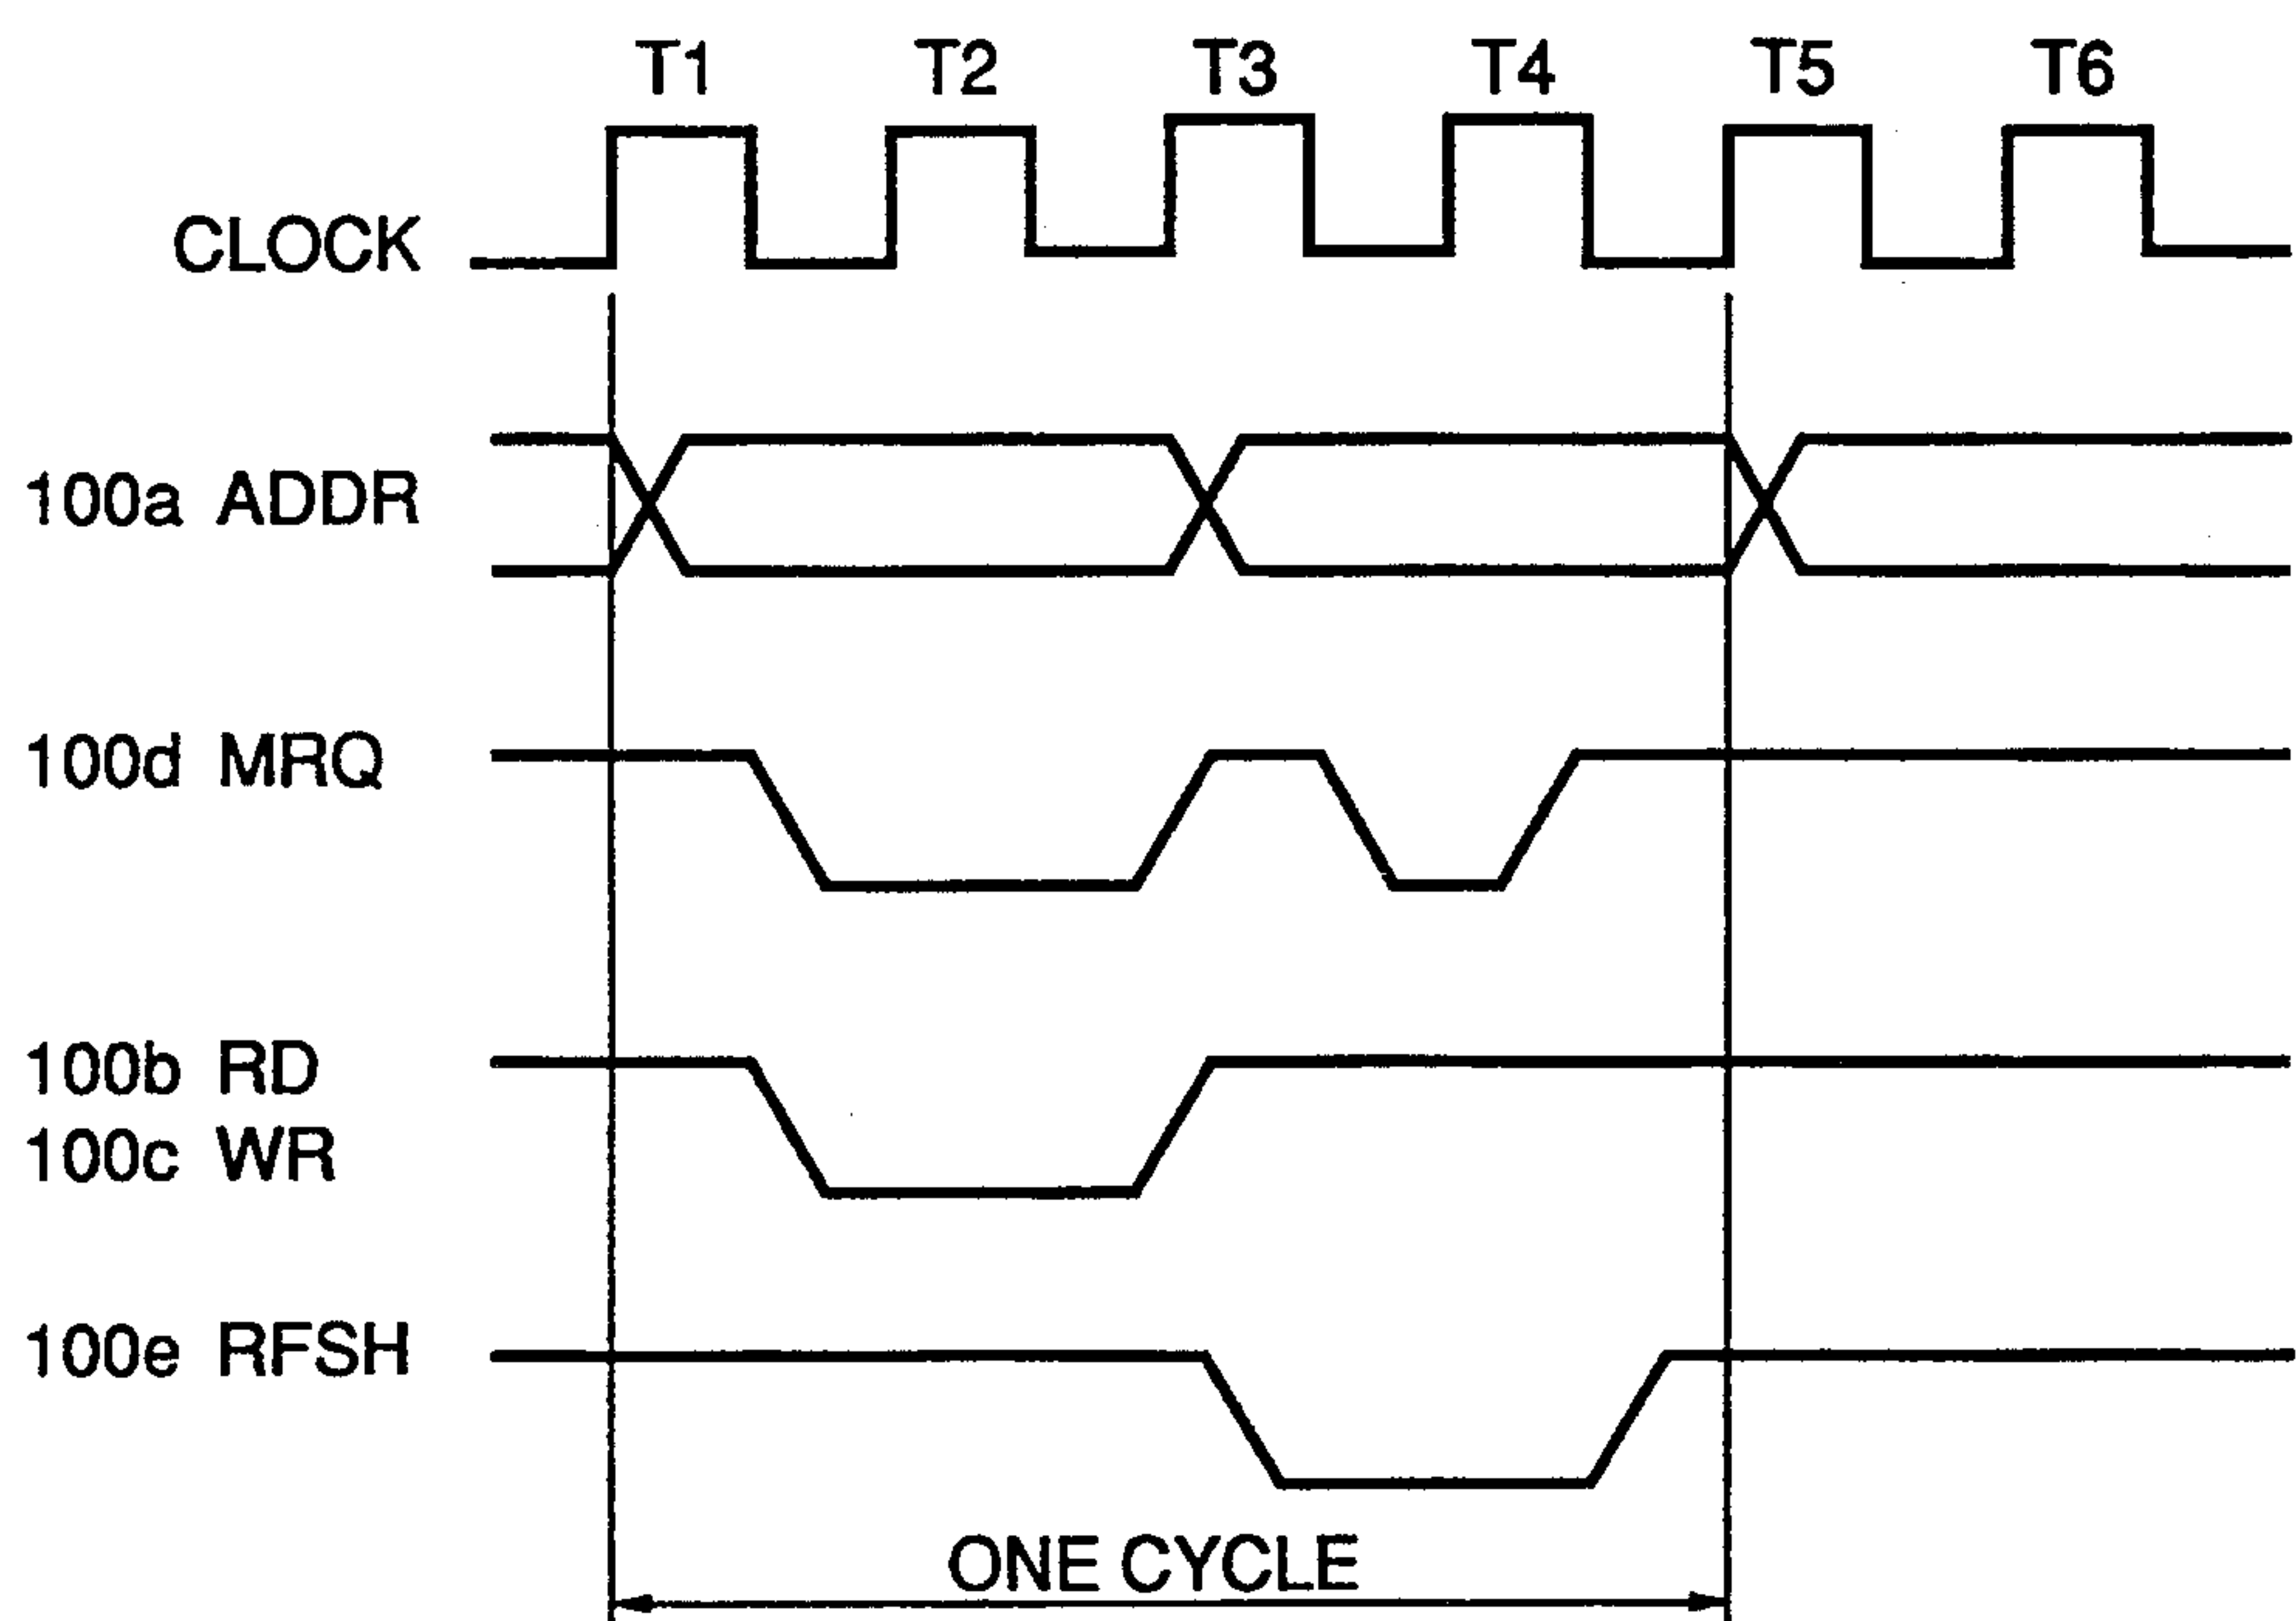 T1 T2 T3 T4 T5 T6
CLOCK
100a ADDR
100d MRQ
100b RD
100c WR
100e RFSH
ONE CYCLE